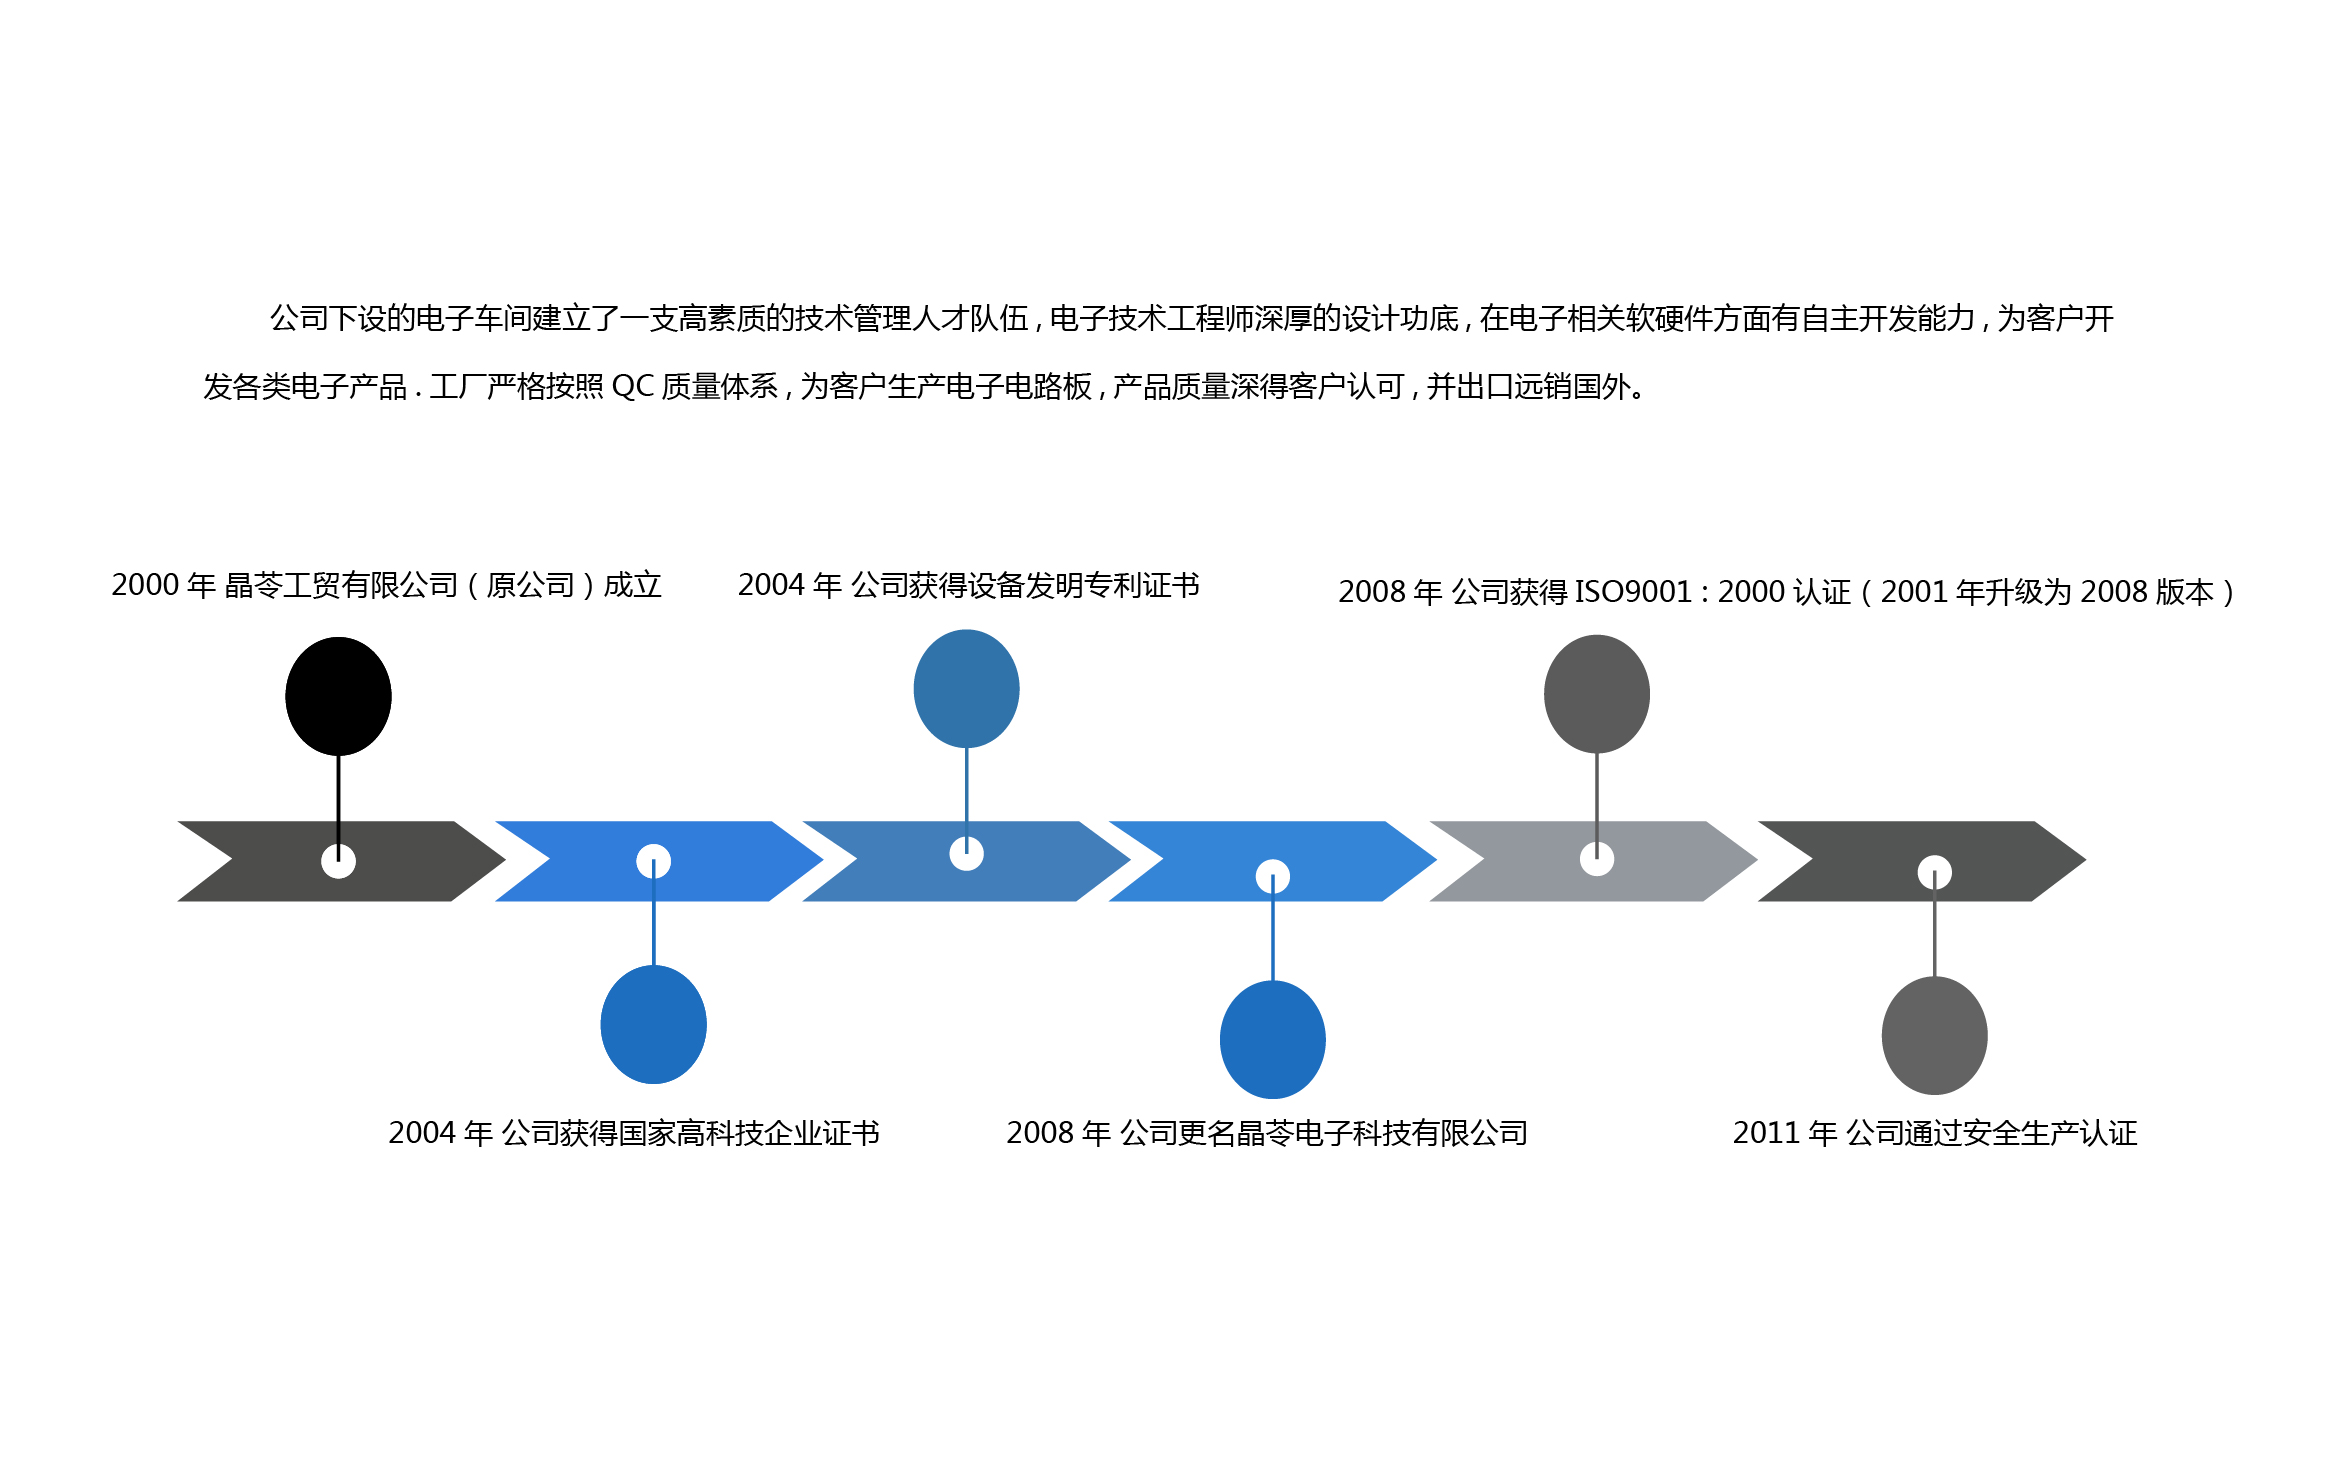 公司下设的电子车间建立了一支高素质的技术管理人才队伍，电子技术工程师深厚的设计功底，在电子相关软硬件方面有自主开发能力，为客户开
发各类电子产品 . 工厂严格按照 QC 质量体系，为客户生产电子电路板，产品质量深得客户认可，并出口远销国外。
2000 年 晶苓工贸有限公司（原公司）成立
2004 年 公司获得设备发明专利证书
2008 年 公司获得 ISO9001：2000 认证（2001 年升级为 2008 版本）
2004 年 公司获得国家高科技企业证书
2008 年 公司更名晶苓电子科技有限公司
2011 年 公司通过安全生产认证